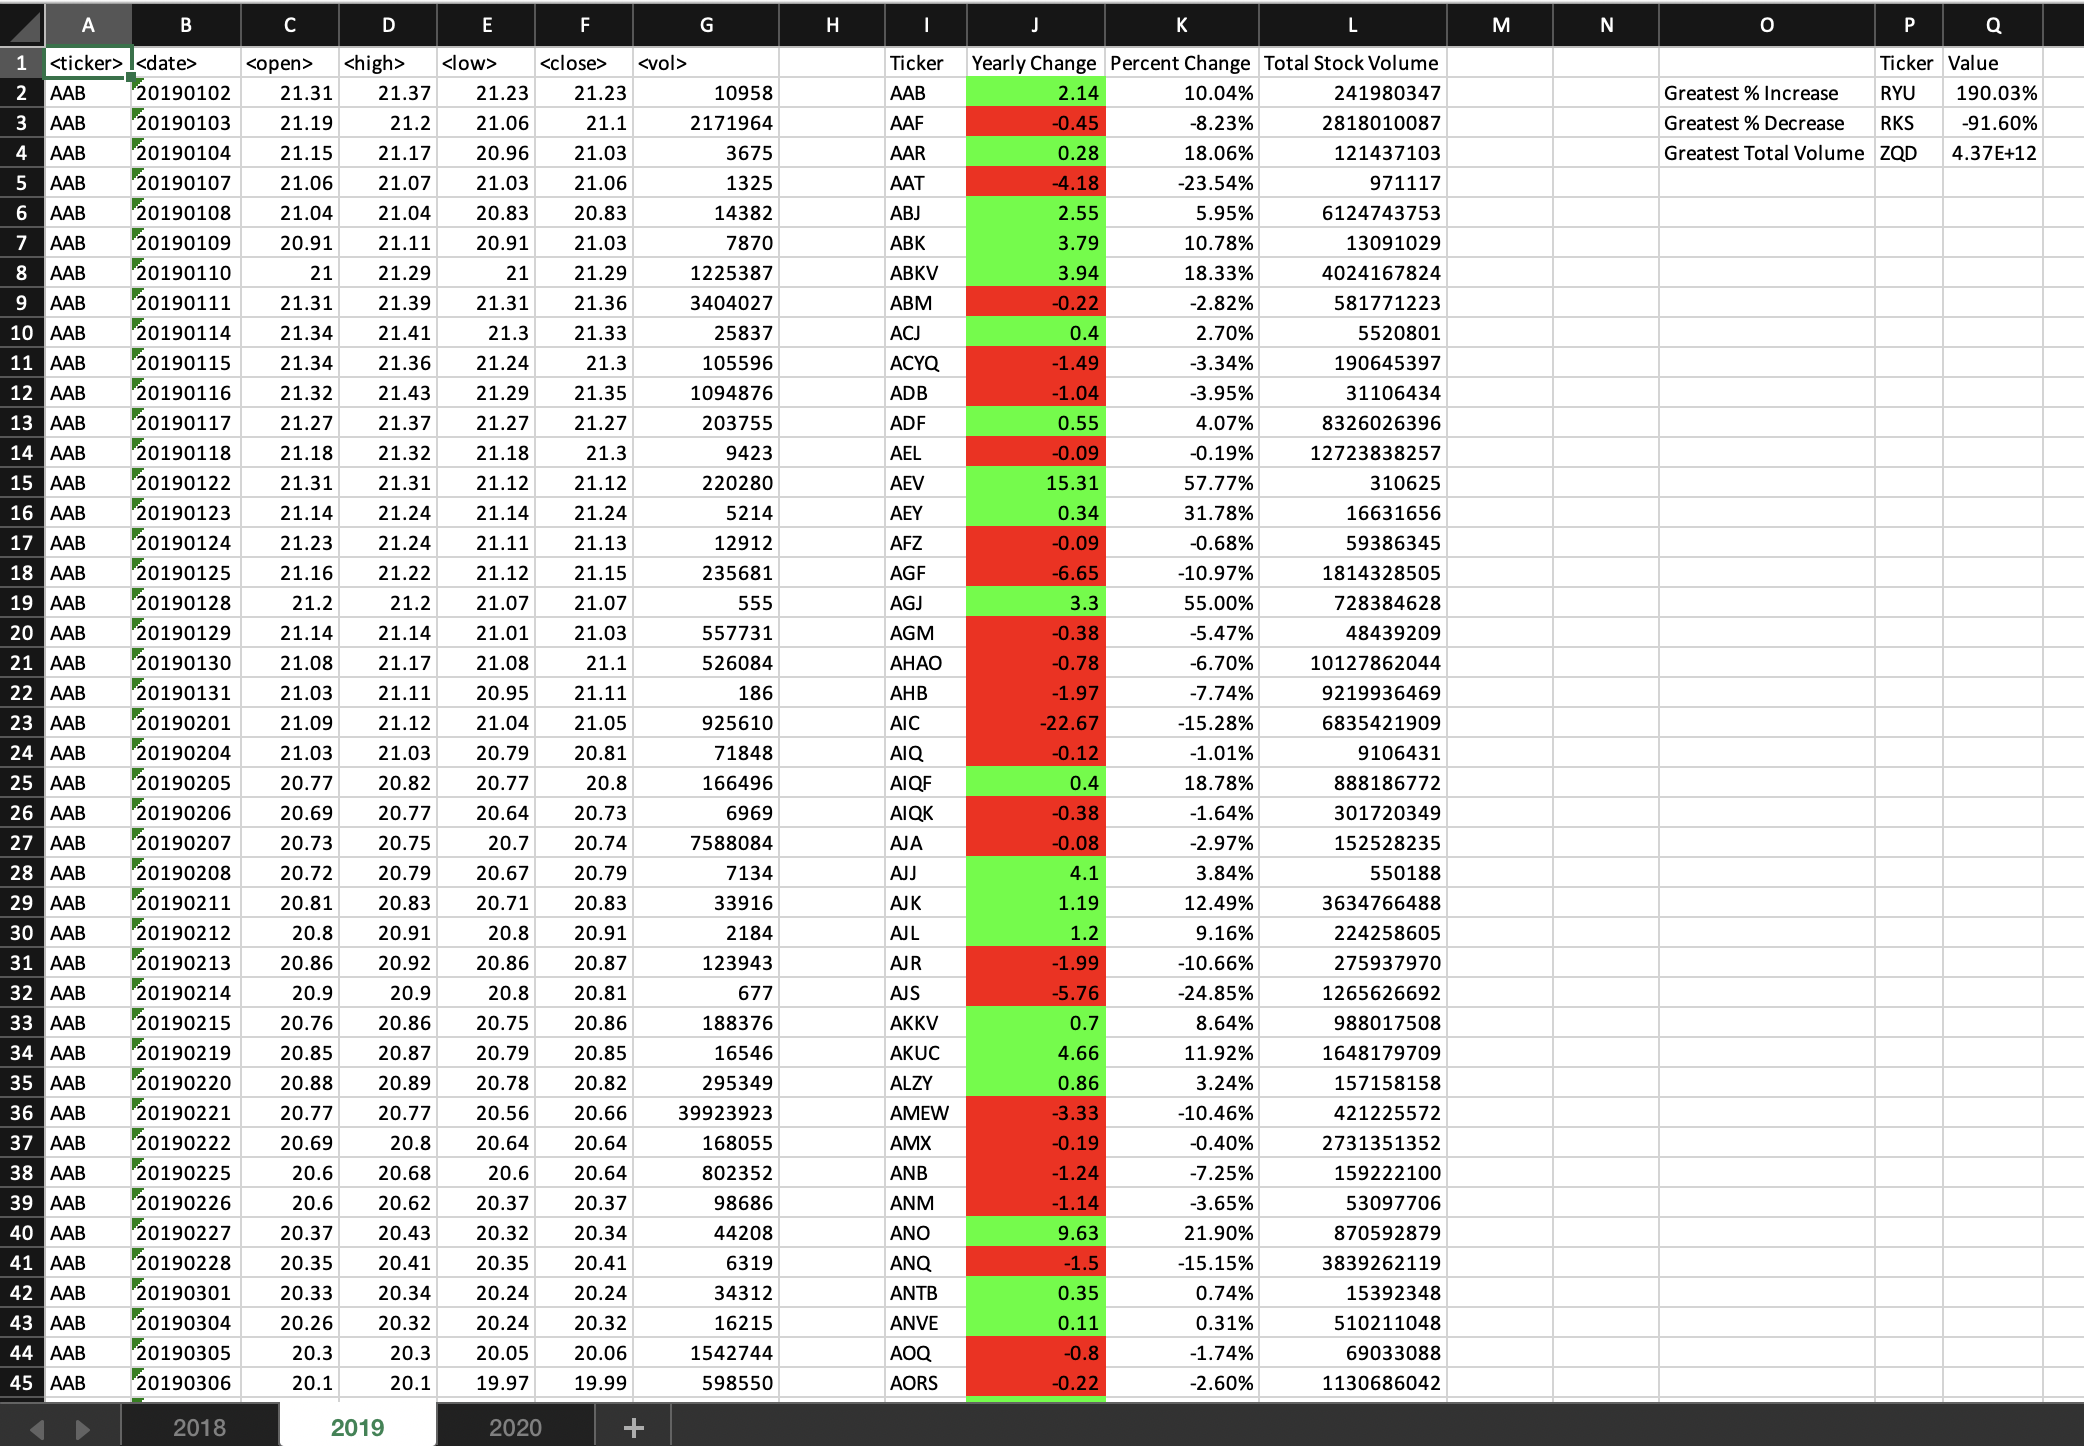 A B C D E F G H I J K L M N O P Q
1 <ticker> <date> <open> <high> <low> <close> <vol> Ticker Yearly Change Percent Change Total Stock Volume Ticker Value
2 AAB 20190102 21.31 21.37 21.23 21.23 10958 AAB 2.14 10.04% 241980347 Greatest % Increase RYU 190.03%
3 AAB 20190103 21.19 21.2 21.06 21.1 2171964 AAF -0.45 -8.23% 2818010087 Greatest % Decrease RKS -91.60%
4 AAB 20190104 21.15 21.17 20.96 21.03 3675 AAR 0.28 18.06% 121437103 Greatest Total Volume ZQD 4.37E+12
5 AAB 20190107 21.06 21.07 21.03 21.06 1325 AAT -4.18 -23.54% 971117
6 AAB 20190108 21.04 21.04 20.83 20.83 14382 ABJ 2.55 5.95% 6124743753
7 AAB 20190109 20.91 21.11 20.91 21.03 7870 ABK 3.79 10.78% 13091029
8 AAB 20190110 21 21.29 21 21.29 1225387 ABKV 3.94 18.33% 4024167824
9 AAB 20190111 21.31 21.39 21.31 21.36 3404027 ABM -0.22 -2.82% 581771223
10 AAB 20190114 21.34 21.41 21.3 21.33 25837 ACJ 0.4 2.70% 5520801
11 AAB 20190115 21.34 21.36 21.24 21.3 105596 ACYQ -1.49 -3.34% 190645397
12 AAB 20190116 21.32 21.43 21.29 21.35 1094876 ADB -1.04 -3.95% 31106434
13 AAB 20190117 21.27 21.37 21.27 21.27 203755 ADF 0.55 4.07% 8326026396
14 AAB 20190118 21.18 21.32 21.18 21.3 9423 AEL -0.09 -0.19% 12723838257
15 AAB 20190122 21.31 21.31 21.12 21.12 220280 AEV 15.31 57.77% 310625
16 AAB 20190123 21.14 21.24 21.14 21.24 5214 AEY 0.34 31.78% 16631656
17 AAB 20190124 21.23 21.24 21.11 21.13 12912 AFZ -0.09 -0.68% 59386345
18 AAB 20190125 21.16 21.22 21.12 21.15 235681 AGF -6.65 -10.97% 1814328505
19 AAB 20190128 21.2 21.2 21.07 21.07 555 AGJ 3.3 55.00% 728384628
20 AAB 20190129 21.14 21.14 21.01 21.03 557731 AGM -0.38 -5.47% 48439209
21 AAB 20190130 21.08 21.17 21.08 21.1 526084 AHAO -0.78 -6.70% 10127862044
22 AAB 20190131 21.03 21.11 20.95 21.11 186 AHB -1.97 -7.74% 9219936469
23 AAB 20190201 21.09 21.12 21.04 21.05 925610 AIC -22.67 -15.28% 6835421909
24 AAB 20190204 21.03 21.03 20.79 20.81 71848 AIQ -0.12 -1.01% 9106431
25 AAB 20190205 20.77 20.82 20.77 20.8 166496 AIQF 0.4 18.78% 888186772
26 AAB 20190206 20.69 20.77 20.64 20.73 6969 AIQK -0.38 -1.64% 301720349
27 AAB 20190207 20.73 20.75 20.7 20.74 7588084 AJA -0.08 -2.97% 152528235
28 AAB 20190208 20.72 20.79 20.67 20.79 7134 AJJ 4.1 3.84% 550188
29 AAB 20190211 20.81 20.83 20.71 20.83 33916 AJK 1.19 12.49% 3634766488
30 AAB 20190212 20.8 20.91 20.8 20.91 2184 AJL 1.2 9.16% 224258605
31 AAB 20190213 20.86 20.92 20.86 20.87 123943 AJR -1.99 -10.66% 275937970
32 AAB 20190214 20.9 20.9 20.8 20.81 677 AJS -5.76 -24.85% 1265626692
33 AAB 20190215 20.76 20.86 20.75 20.86 188376 AKKV 0.7 8.64% 988017508
34 AAB 20190219 20.85 20.87 20.79 20.85 16546 AKUC 4.66 11.92% 1648179709
35 AAB 20190220 20.88 20.89 20.78 20.82 295349 ALZY 0.86 3.24% 157158158
36 AAB 20190221 20.77 20.77 20.56 20.66 39923923 AMEW -3.33 -10.46% 421225572
37 AAB 20190222 20.69 20.8 20.64 20.64 168055 AMX -0.19 -0.40% 2731351352
38 AAB 20190225 20.6 20.68 20.6 20.64 802352 ANB -1.24 -7.25% 159222100
39 AAB 20190226 20.6 20.62 20.37 20.37 98686 ANM -1.14 -3.65% 53097706
40 AAB 20190227 20.37 20.43 20.32 20.34 44208 ANO 9.63 21.90% 870592879
41 AAB 20190228 20.35 20.41 20.35 20.41 6319 ANQ -1.5 -15.15% 3839262119
42 AAB 20190301 20.33 20.34 20.24 20.24 34312 ANTB 0.35 0.74% 15392348
43 AAB 20190304 20.26 20.32 20.24 20.32 16215 ANVE 0.11 0.31% 510211048
44 AAB 20190305 20.3 20.3 20.05 20.06 1542744 AOQ -0.8 -1.74% 69033088
45 AAB 20190306 20.1 20.1 19.97 19.99 598550 AORS -0.22 -2.60% 1130686042
2018 2019 2020 +